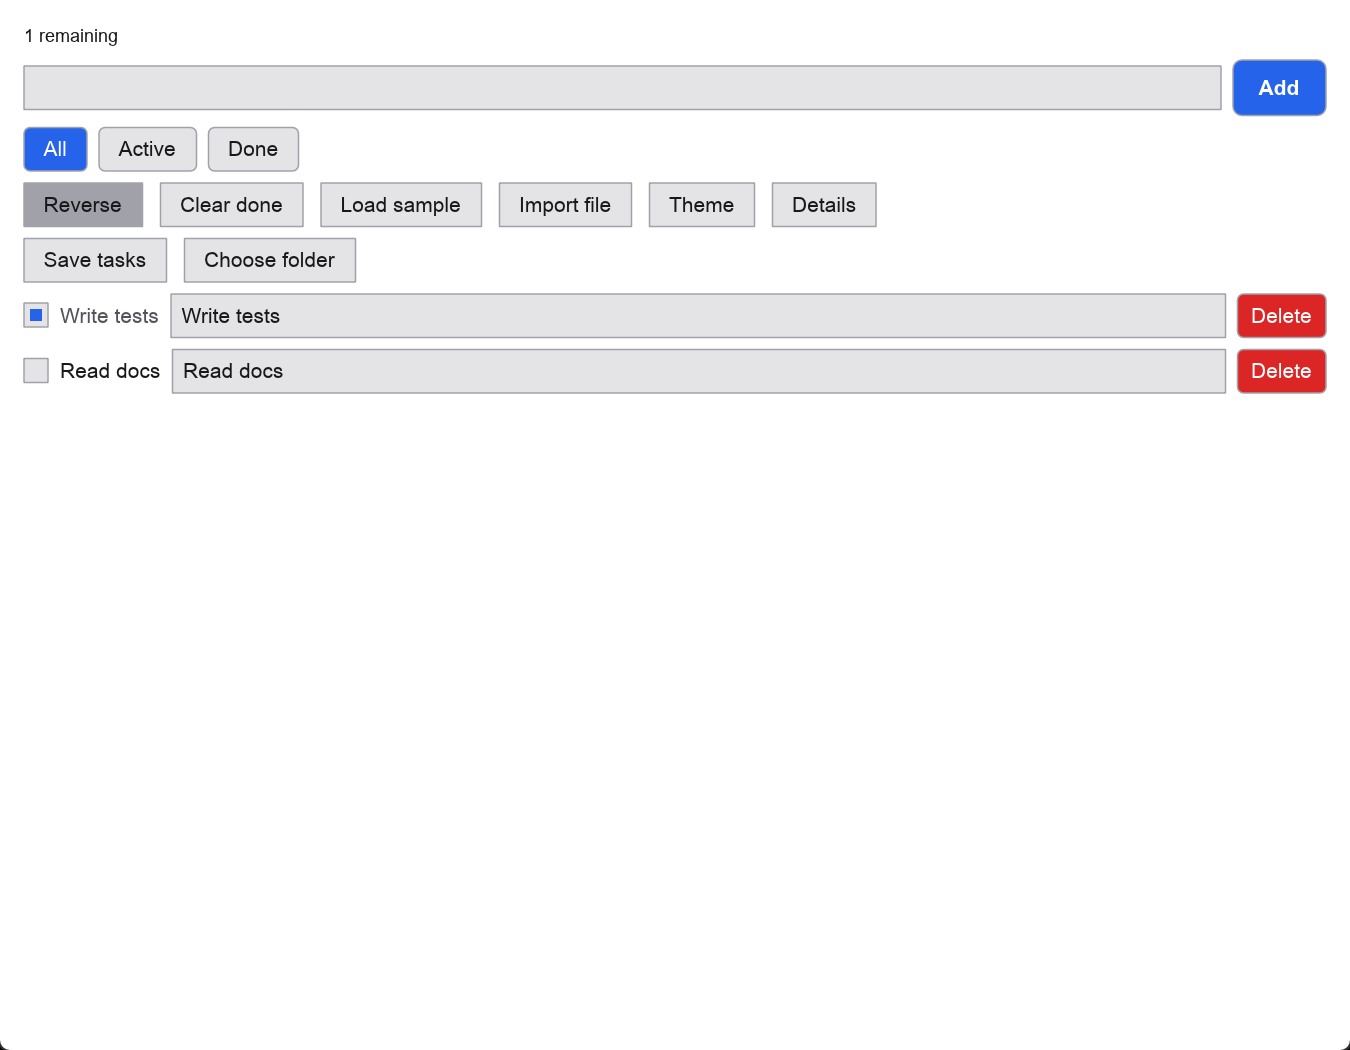 1 remaining
Add
All Active Done
Reverse Clear done Load sample Import file Theme Details
Save tasks Choose folder
Write tests Write tests Delete
Read docs Read docs Delete